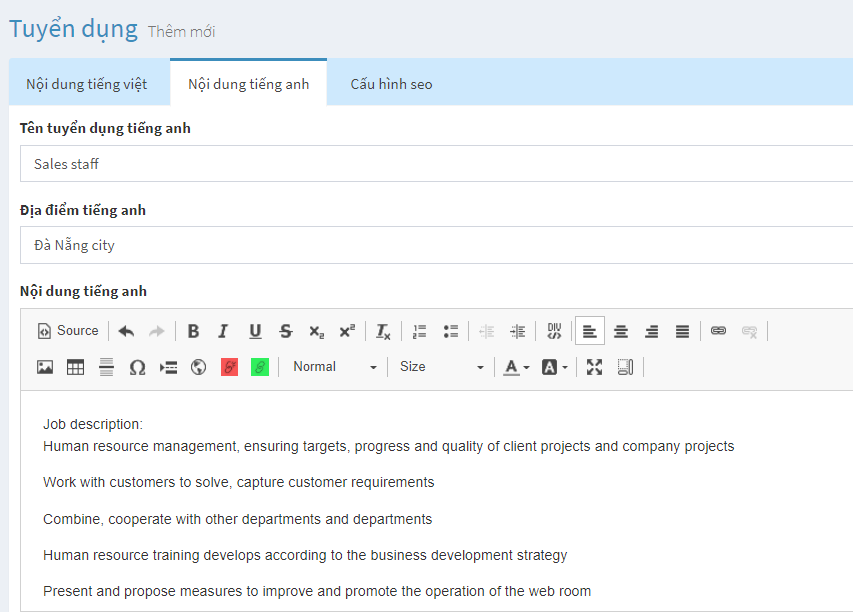 Tuyển dụng Thêm mới
Nội dung tiếng việt Nội dung tiếng anh Cấu hình seo
Tên tuyển dụng tiếng anh
Sales staff
Địa điểm tiếng anh
Đà Nẵng city
Nội dung tiếng anh
Source B I U S x₂ x² Tx DIV
Ω Normal Size A A
Job description:
Human resource management, ensuring targets, progress and quality of client projects and company projects
Work with customers to solve, capture customer requirements
Combine, cooperate with other departments and departments
Human resource training develops according to the business development strategy
Present and propose measures to improve and promote the operation of the web room